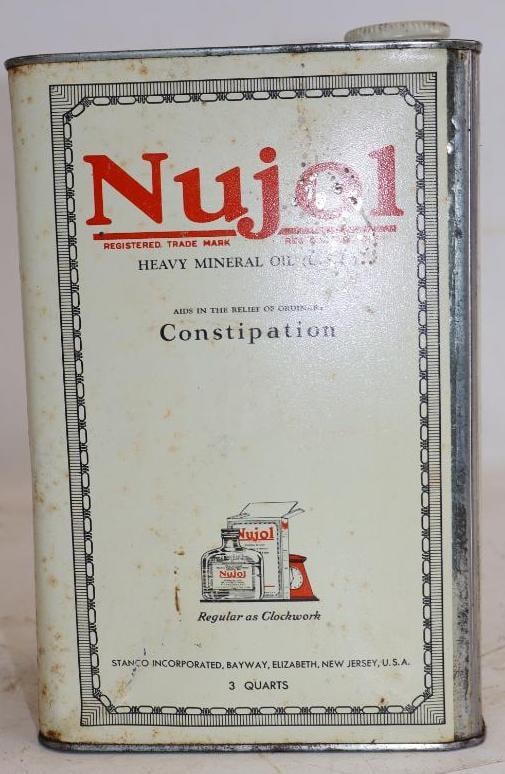 Nujol
REGISTERED TRADE MARK
HEAVY MINERAL OIL
AIDS IN THE RELIEF OF ORDINARY
Constipation
Nujol
Nujol
Regular as Clockwork
STANCO INCORPORATED, BAYWAY, ELIZABETH, NEW JERSEY, U.S.A.
3 QUARTS